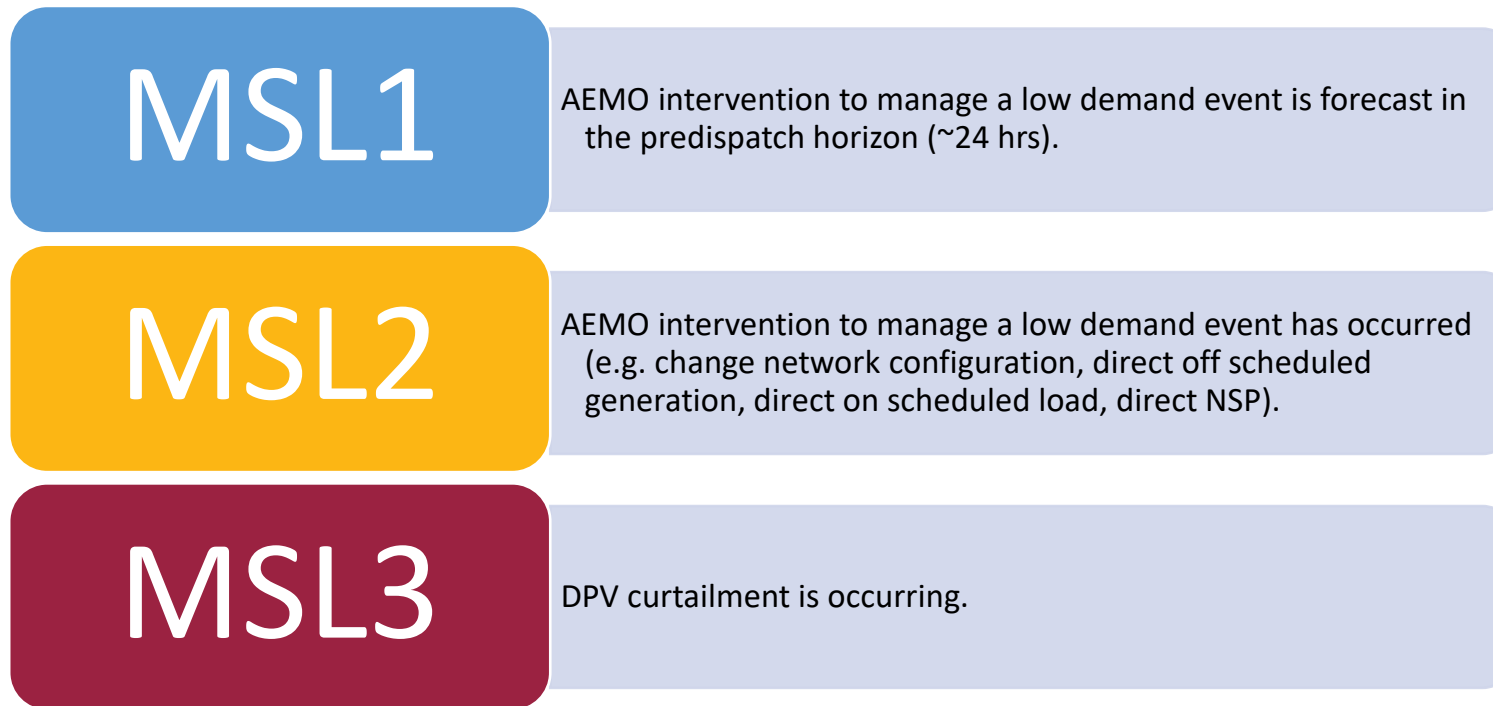 MSL1
AEMO intervention to manage a low demand event is forecast in
the predispatch horizon (~24 hrs).
MSL2
AEMO intervention to manage a low demand event has occurred
(e.g. change network configuration, direct off scheduled
generation, direct on scheduled load, direct NSP).
MSL3
DPV curtailment is occurring.